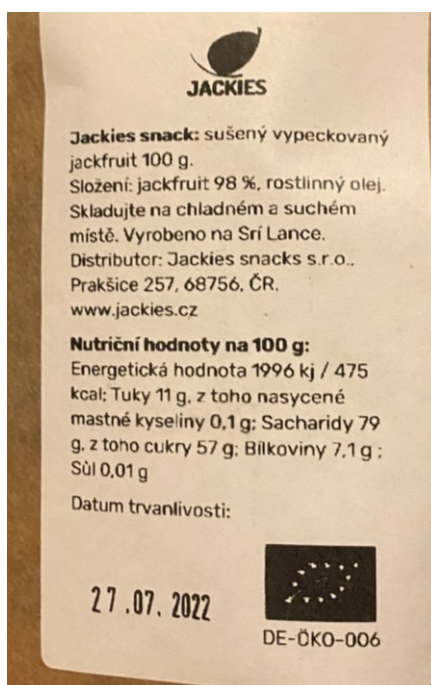 JACKIES
Jackies snack: sušený vypeckovaný
jackfruit 100 g.
Složení: jackfruit 98 %, rostlinný olej.
Skladujte na chladném a suchém
místě. Vyrobeno na Srí Lance.
Distributor: Jackies snacks s.r.o.,
Prakšice 257, 68756, ČR.
www.jackies.cz
Nutriční hodnoty na 100 g:
Energetická hodnota 1996 kj / 475
kcal; Tuky 11 g, z toho nasycené
mastné kyseliny 0,1 g; Sacharidy 79
g, z toho cukry 57 g; Bílkoviny 7,1 g ;
Sůl 0,01 g
Datum trvanlivosti:
27.07. 2022
DE-ÖKO-006